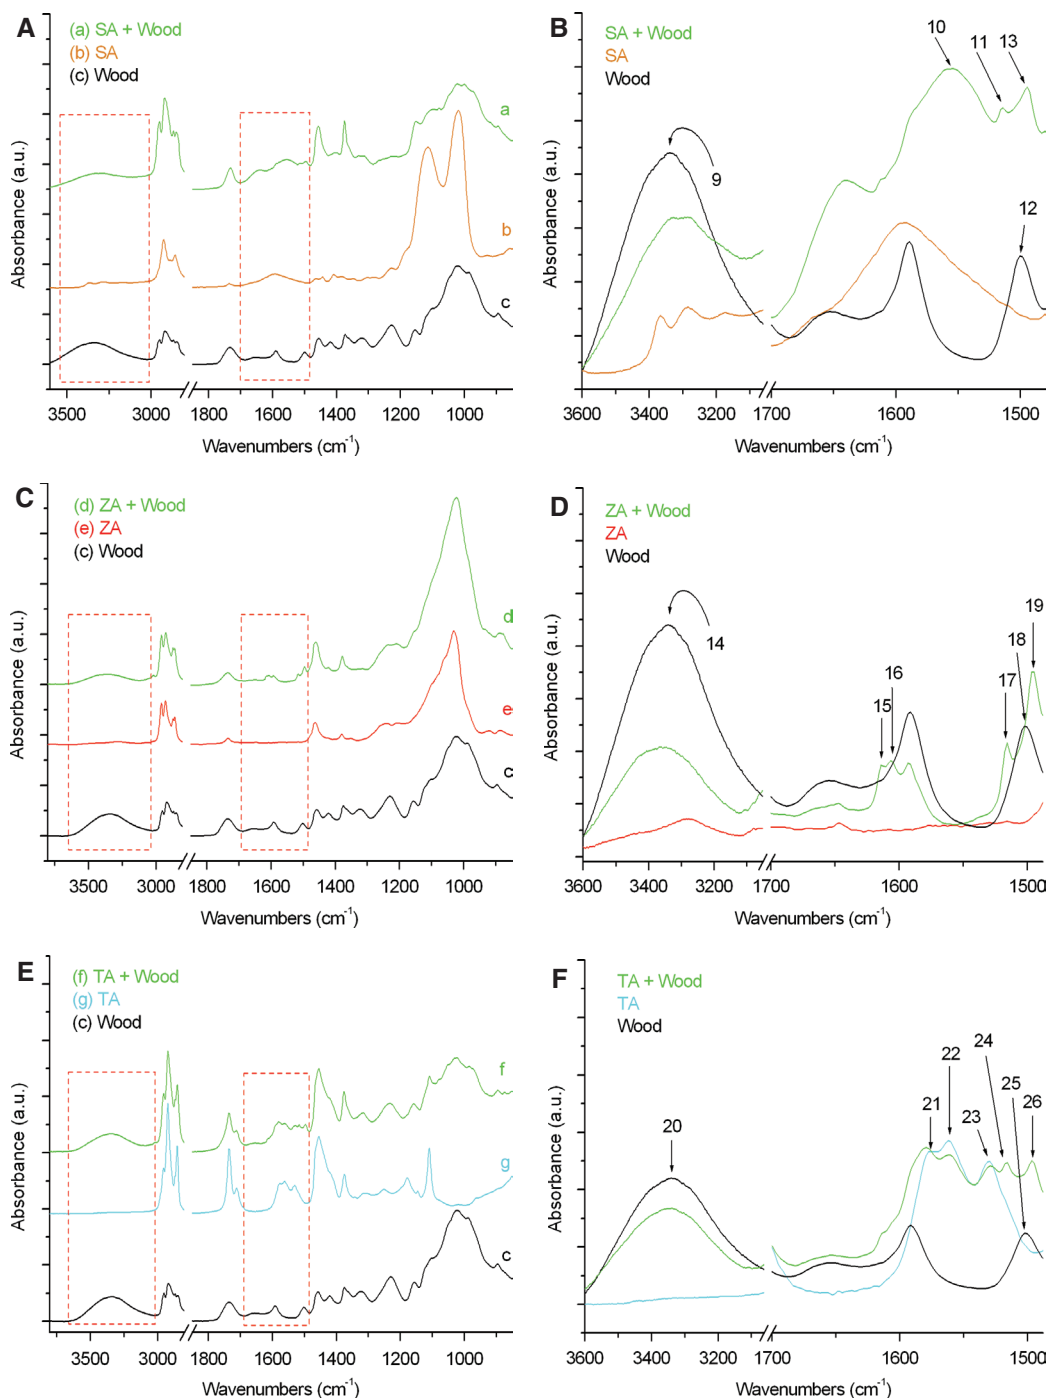 A
(a) SA + Wood
(b) SA
(c) Wood
a
b
c
Absorbance (a.u.)
3500 3000 1800 1600 1400 1200 1000
Wavenumbers (cm-1)
B
SA + Wood
SA
Wood
9
10
11
13
12
Absorbance (a.u.)
3600 3400 3200 1700 1600 1500
Wavenumbers (cm-1)
C
(d) ZA + Wood
(e) ZA
(c) Wood
d
e
c
Absorbance (a.u.)
3500 3000 1800 1600 1400 1200 1000
Wavenumbers (cm-1)
D
ZA + Wood
ZA
Wood
14
15
16
17
18
19
Absorbance (a.u.)
3600 3400 3200 1700 1600 1500
Wavenumbers (cm-1)
E
(f) TA + Wood
(g) TA
(c) Wood
f
g
c
Absorbance (a.u.)
3500 3000 1800 1600 1400 1200 1000
Wavenumbers (cm-1)
F
TA + Wood
TA
Wood
20
21
22
23
24
25
26
Absorbance (a.u.)
3600 3400 3200 1700 1600 1500
Wavenumbers (cm-1)